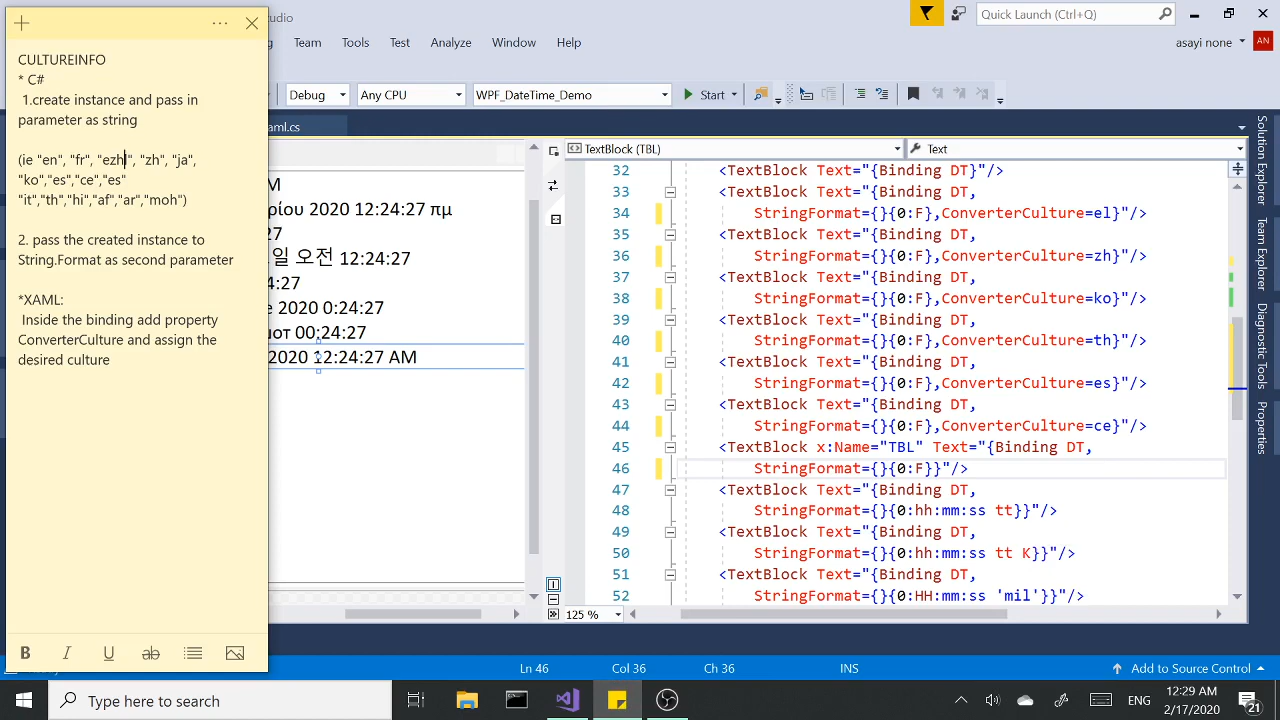 tudio
Quick Launch (Ctrl+Q)
Team Tools Test Analyze Window Help
asayi none AN
Debug Any CPU WPF_DateTime_Demo Start
CULTUREINFO
* C#
1.create instance and pass in
parameter as string
(ie "en", "fr", "ezh", "zh", "ja",
"ko","es","ce","es"
"it","th","hi","af","ar","moh")
2. pass the created instance to
String.Format as second parameter
*XAML:
Inside the binding add property
ConverterCulture and assign the
desired culture
aml.cs
M
ρίου 2020 12:24:27 πμ
27
일 오전 12:24:27
4:27
e 2020 0:24:27
2020 12:24:27 AM
TextBlock (TBL) Text
32 <TextBlock Text="{Binding DT}"/>
33 <TextBlock Text="{Binding DT,
34 StringFormat={}{0:F},ConverterCulture=el}"/>
35 <TextBlock Text="{Binding DT,
36 StringFormat={}{0:F},ConverterCulture=zh}"/>
37 <TextBlock Text="{Binding DT,
38 StringFormat={}{0:F},ConverterCulture=ko}"/>
39 <TextBlock Text="{Binding DT,
40 StringFormat={}{0:F},ConverterCulture=th}"/>
41 <TextBlock Text="{Binding DT,
42 StringFormat={}{0:F},ConverterCulture=es}"/>
43 <TextBlock Text="{Binding DT,
44 StringFormat={}{0:F},ConverterCulture=ce}"/>
45 <TextBlock x:Name="TBL" Text="{Binding DT,
46 StringFormat={}{0:F}}"/>
47 <TextBlock Text="{Binding DT,
48 StringFormat={}{0:hh:mm:ss tt}}"/>
49 <TextBlock Text="{Binding DT,
50 StringFormat={}{0:hh:mm:ss tt K}}"/>
51 <TextBlock Text="{Binding DT,
52 StringFormat={}{0:HH:mm:ss 'mil'}}"/>
125 %
Solution Explorer
Team Explorer
Diagnostic Tools
Properties
B I U ab
Ln 46 Col 36 Ch 36 INS Add to Source Control
Type here to search
ENG
12:29 AM
2/17/2020
21